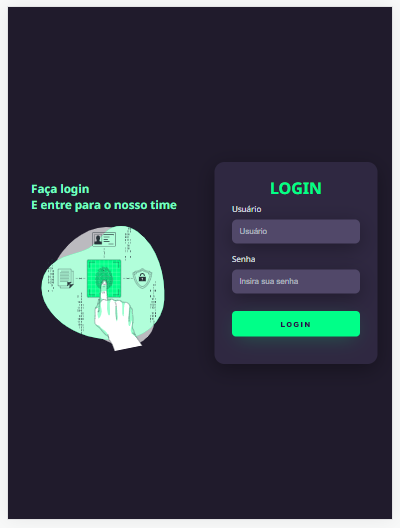 Faça login
E entre para o nosso time
LOGIN
Usuário
Usuário
Senha
Insira sua senha
LOGIN